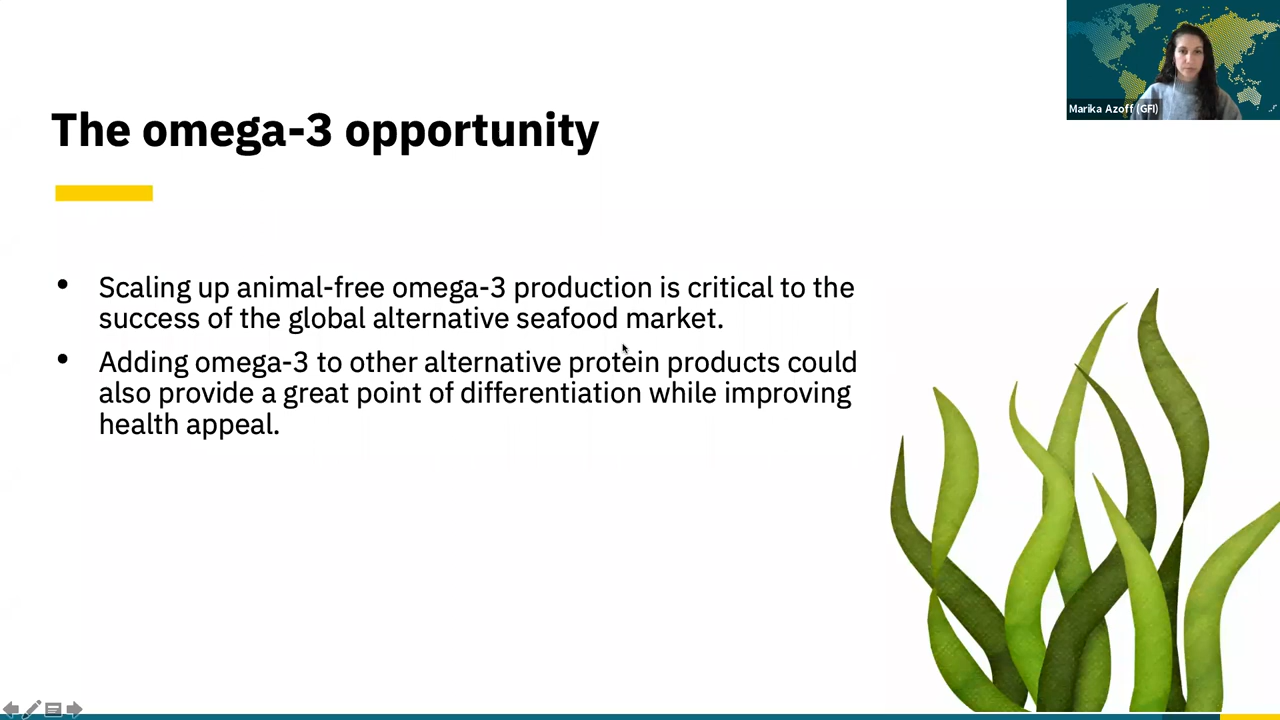 Marika Azoff (GFI)
The omega-3 opportunity
• Scaling up animal-free omega-3 production is critical to the
success of the global alternative seafood market.
• Adding omega-3 to other alternative protein products could
also provide a great point of differentiation while improving
health appeal.